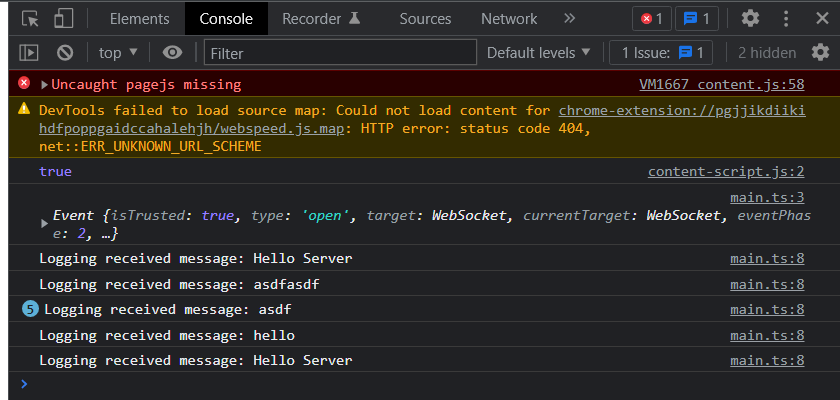 Elements Console Recorder Sources Network » 1 1
top Filter Default levels 1 Issue: 1 2 hidden
Uncaught pagejs missing VM1667 content.js:58
DevTools failed to load source map: Could not load content for chrome-extension://pgjjikdiiki
hdfpoppgaidccahalehjh/webspeed.js.map: HTTP error: status code 404,
net::ERR_UNKNOWN_URL_SCHEME
true content-script.js:2
main.ts:3
Event {isTrusted: true, type: 'open', target: WebSocket, currentTarget: WebSocket, eventPhas
e: 2, …}
Logging received message: Hello Server main.ts:8
Logging received message: asdfasdf main.ts:8
5 Logging received message: asdf main.ts:8
Logging received message: hello main.ts:8
Logging received message: Hello Server main.ts:8
>